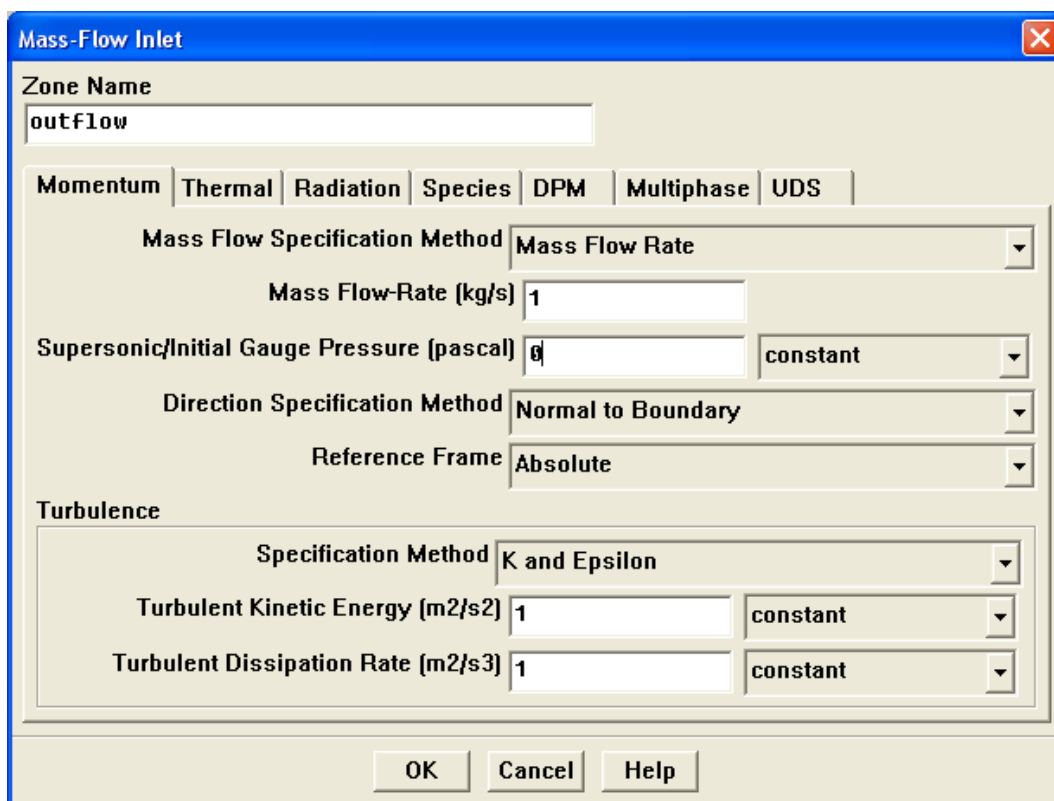 Mass-Flow Inlet
Zone Name
outflow
Momentum Thermal Radiation Species DPM Multiphase UDS
Mass Flow Specification Method Mass Flow Rate
Mass Flow-Rate (kg/s) 1
Supersonic/Initial Gauge Pressure (pascal) 0 constant
Direction Specification Method Normal to Boundary
Reference Frame Absolute
Turbulence
Specification Method K and Epsilon
Turbulent Kinetic Energy (m2/s2) 1 constant
Turbulent Dissipation Rate (m2/s3) 1 constant
OK Cancel Help